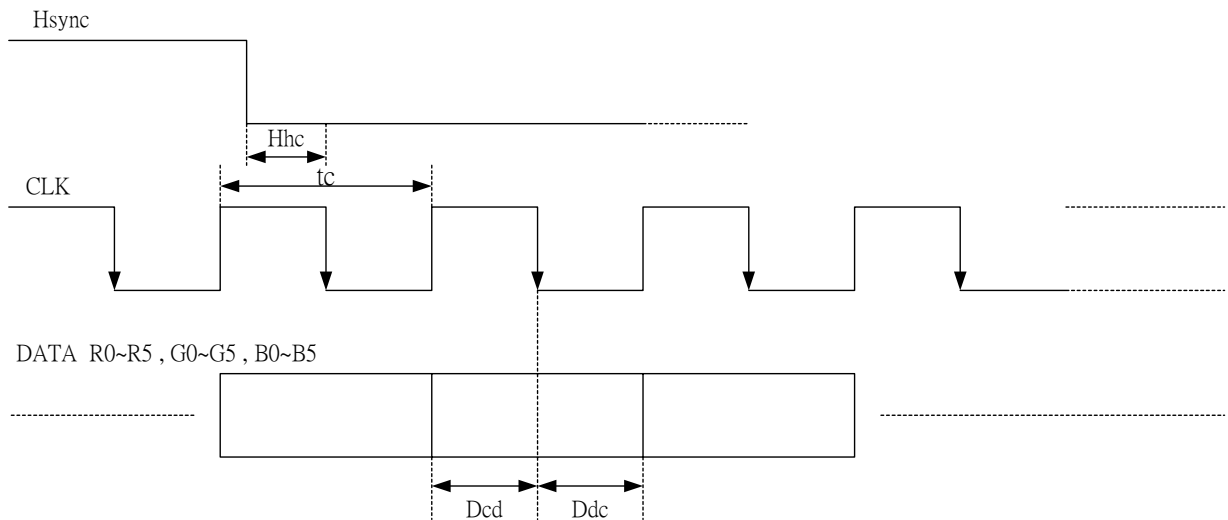 Hsync
Hhc
tc
CLK
DATA R0~R5 , G0~G5 , B0~B5
Dcd Ddc